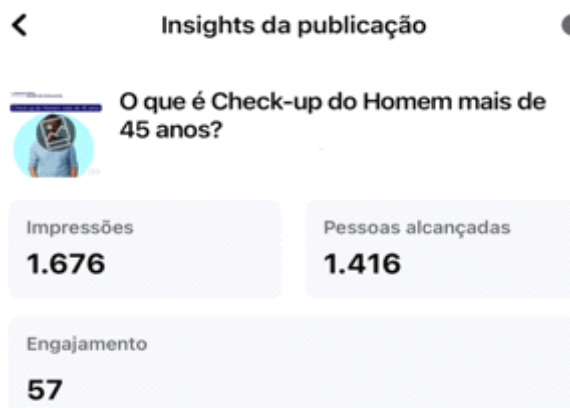 Insights da publicação
O que é Check-up do Homem mais de
45 anos?
Impressões
1.676
Pessoas alcançadas
1.416
Engajamento
57